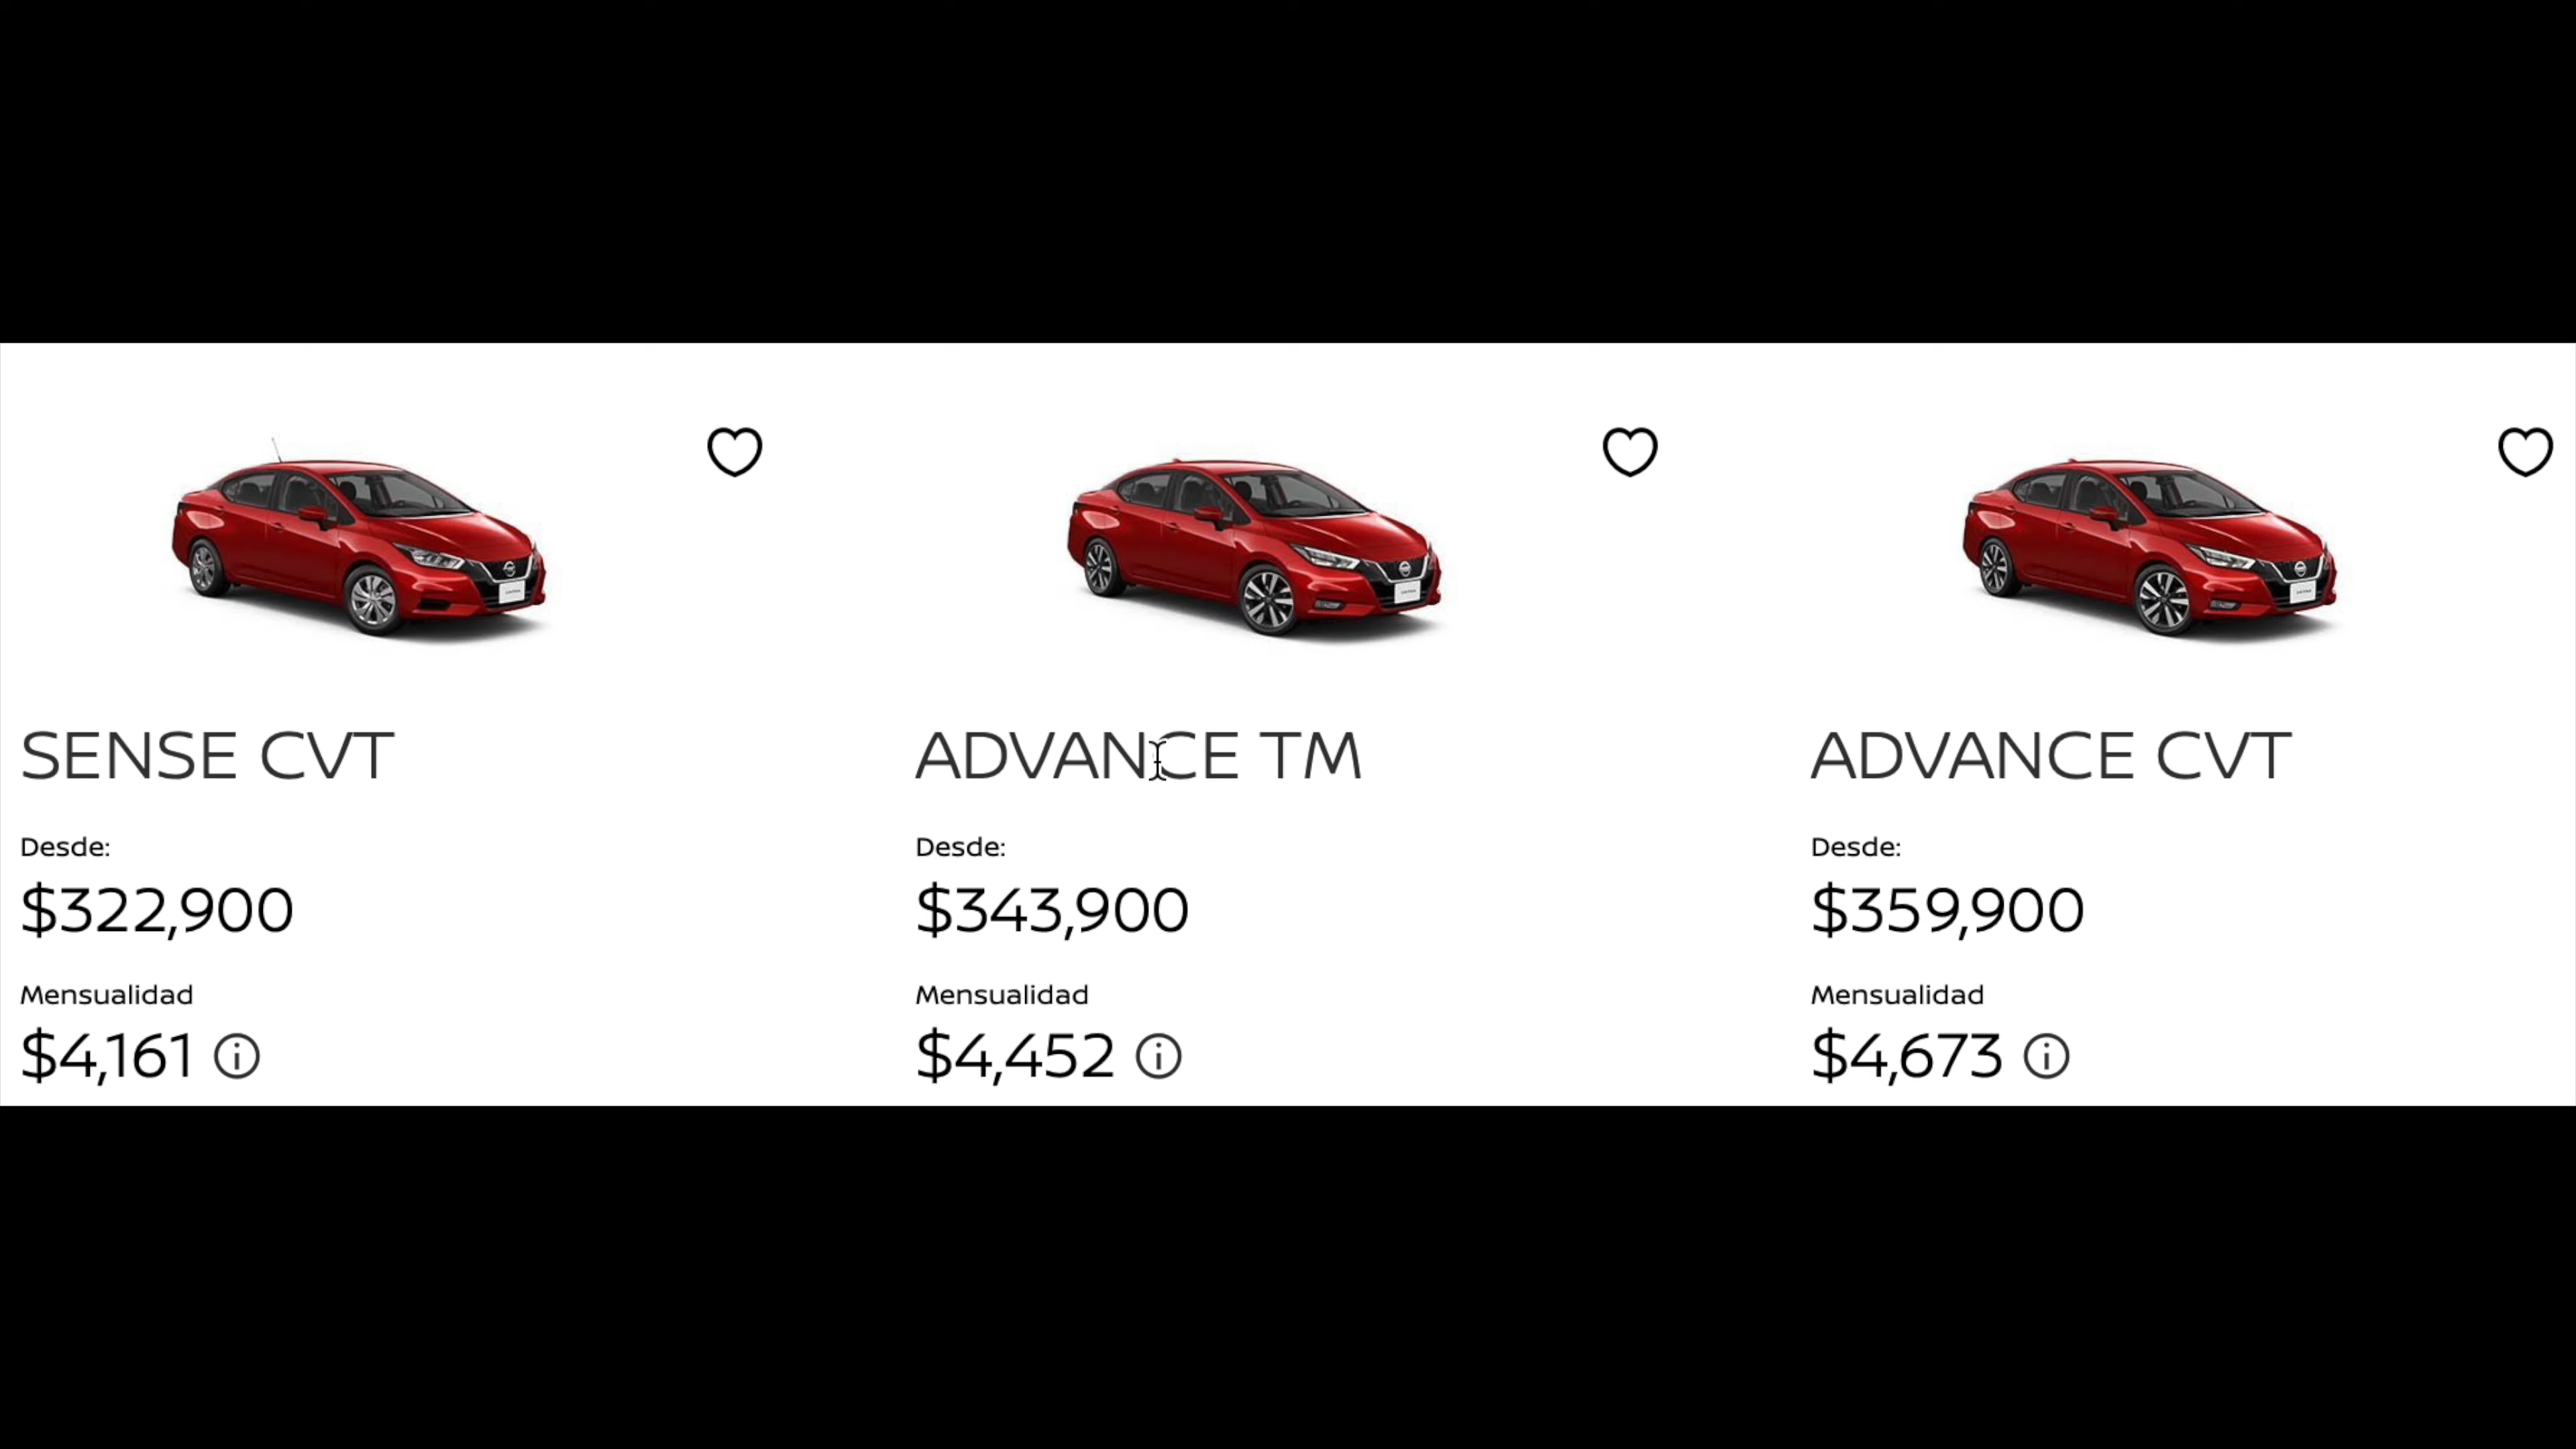 SENSE CVT
Desde:
$322,900
Mensualidad
$4,161
ADVANCE TM
Desde:
$343,900
Mensualidad
$4,452
ADVANCE CVT
Desde:
$359,900
Mensualidad
$4,673